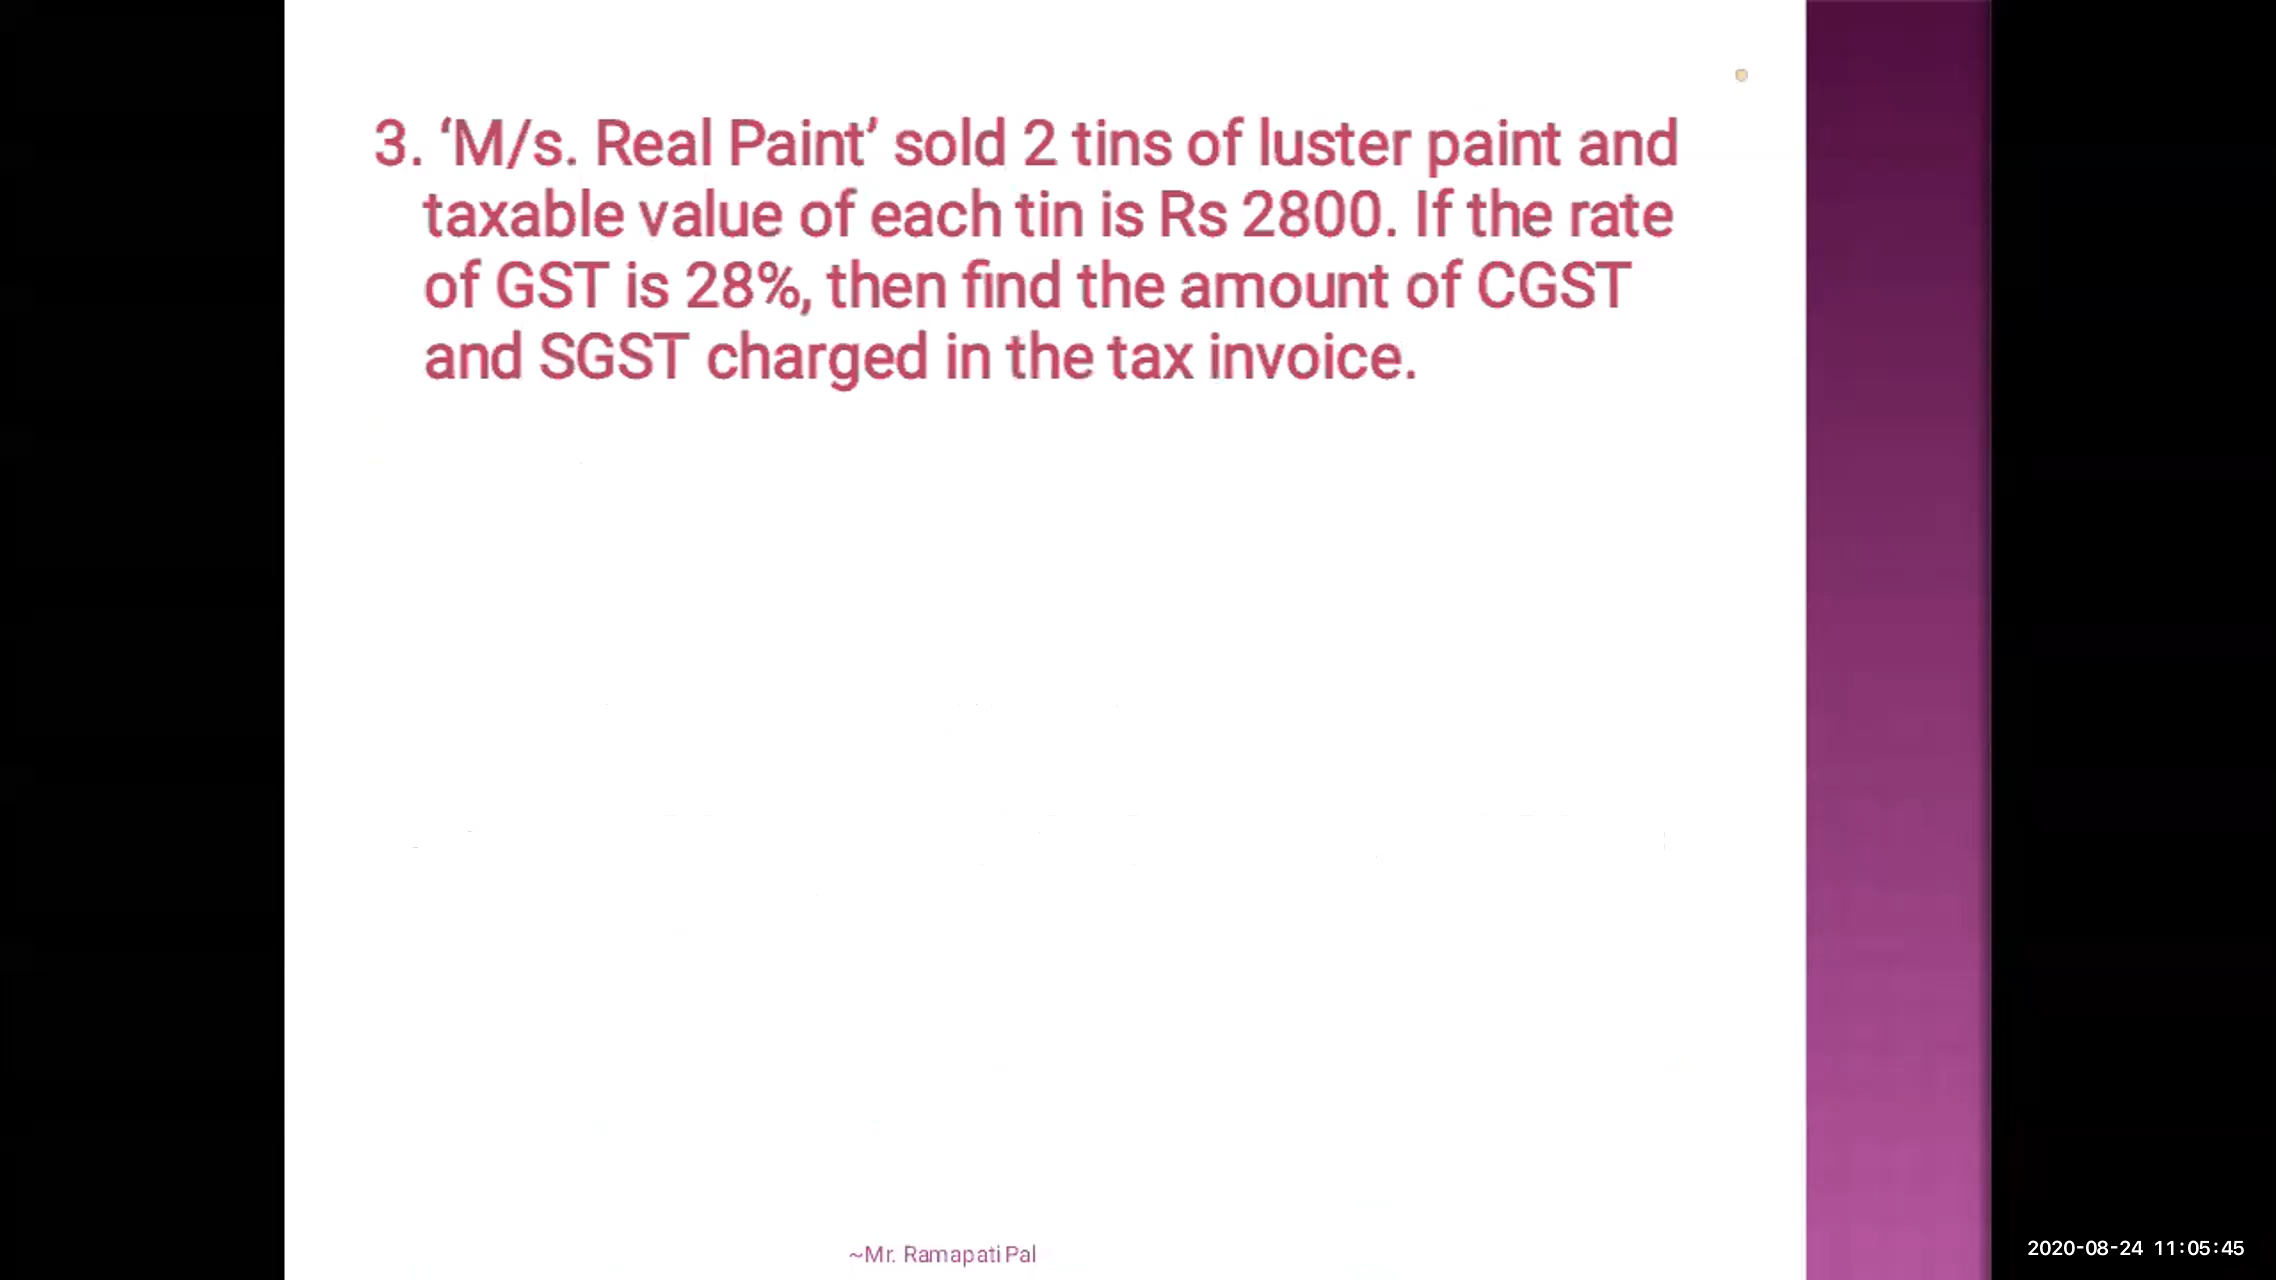 3. ‘M/s. Real Paint’ sold 2 tins of luster paint and
taxable value of each tin is Rs 2800. If the rate
of GST is 28%, then find the amount of CGST
and SGST charged in the tax invoice.
~Mr. Ramapati Pal
2020-08-24 11:05:45